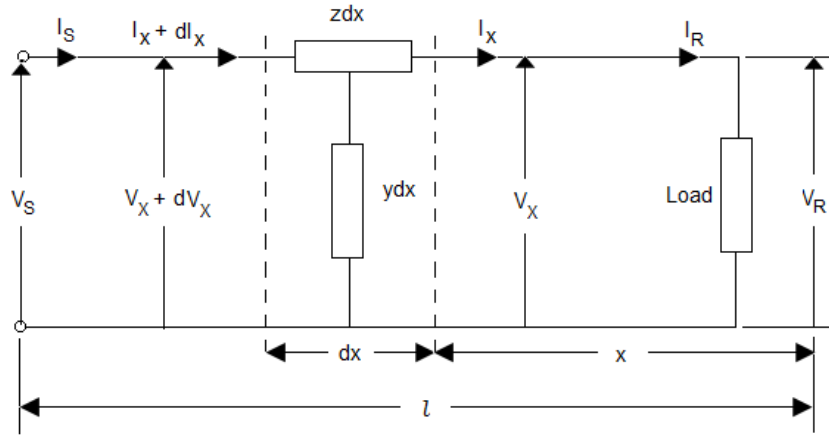 zdx
I_S
I_x + dI_x
I_x
I_R
V_S
V_X + dV_X
ydx
V_X
Load
V_R
dx
x
l